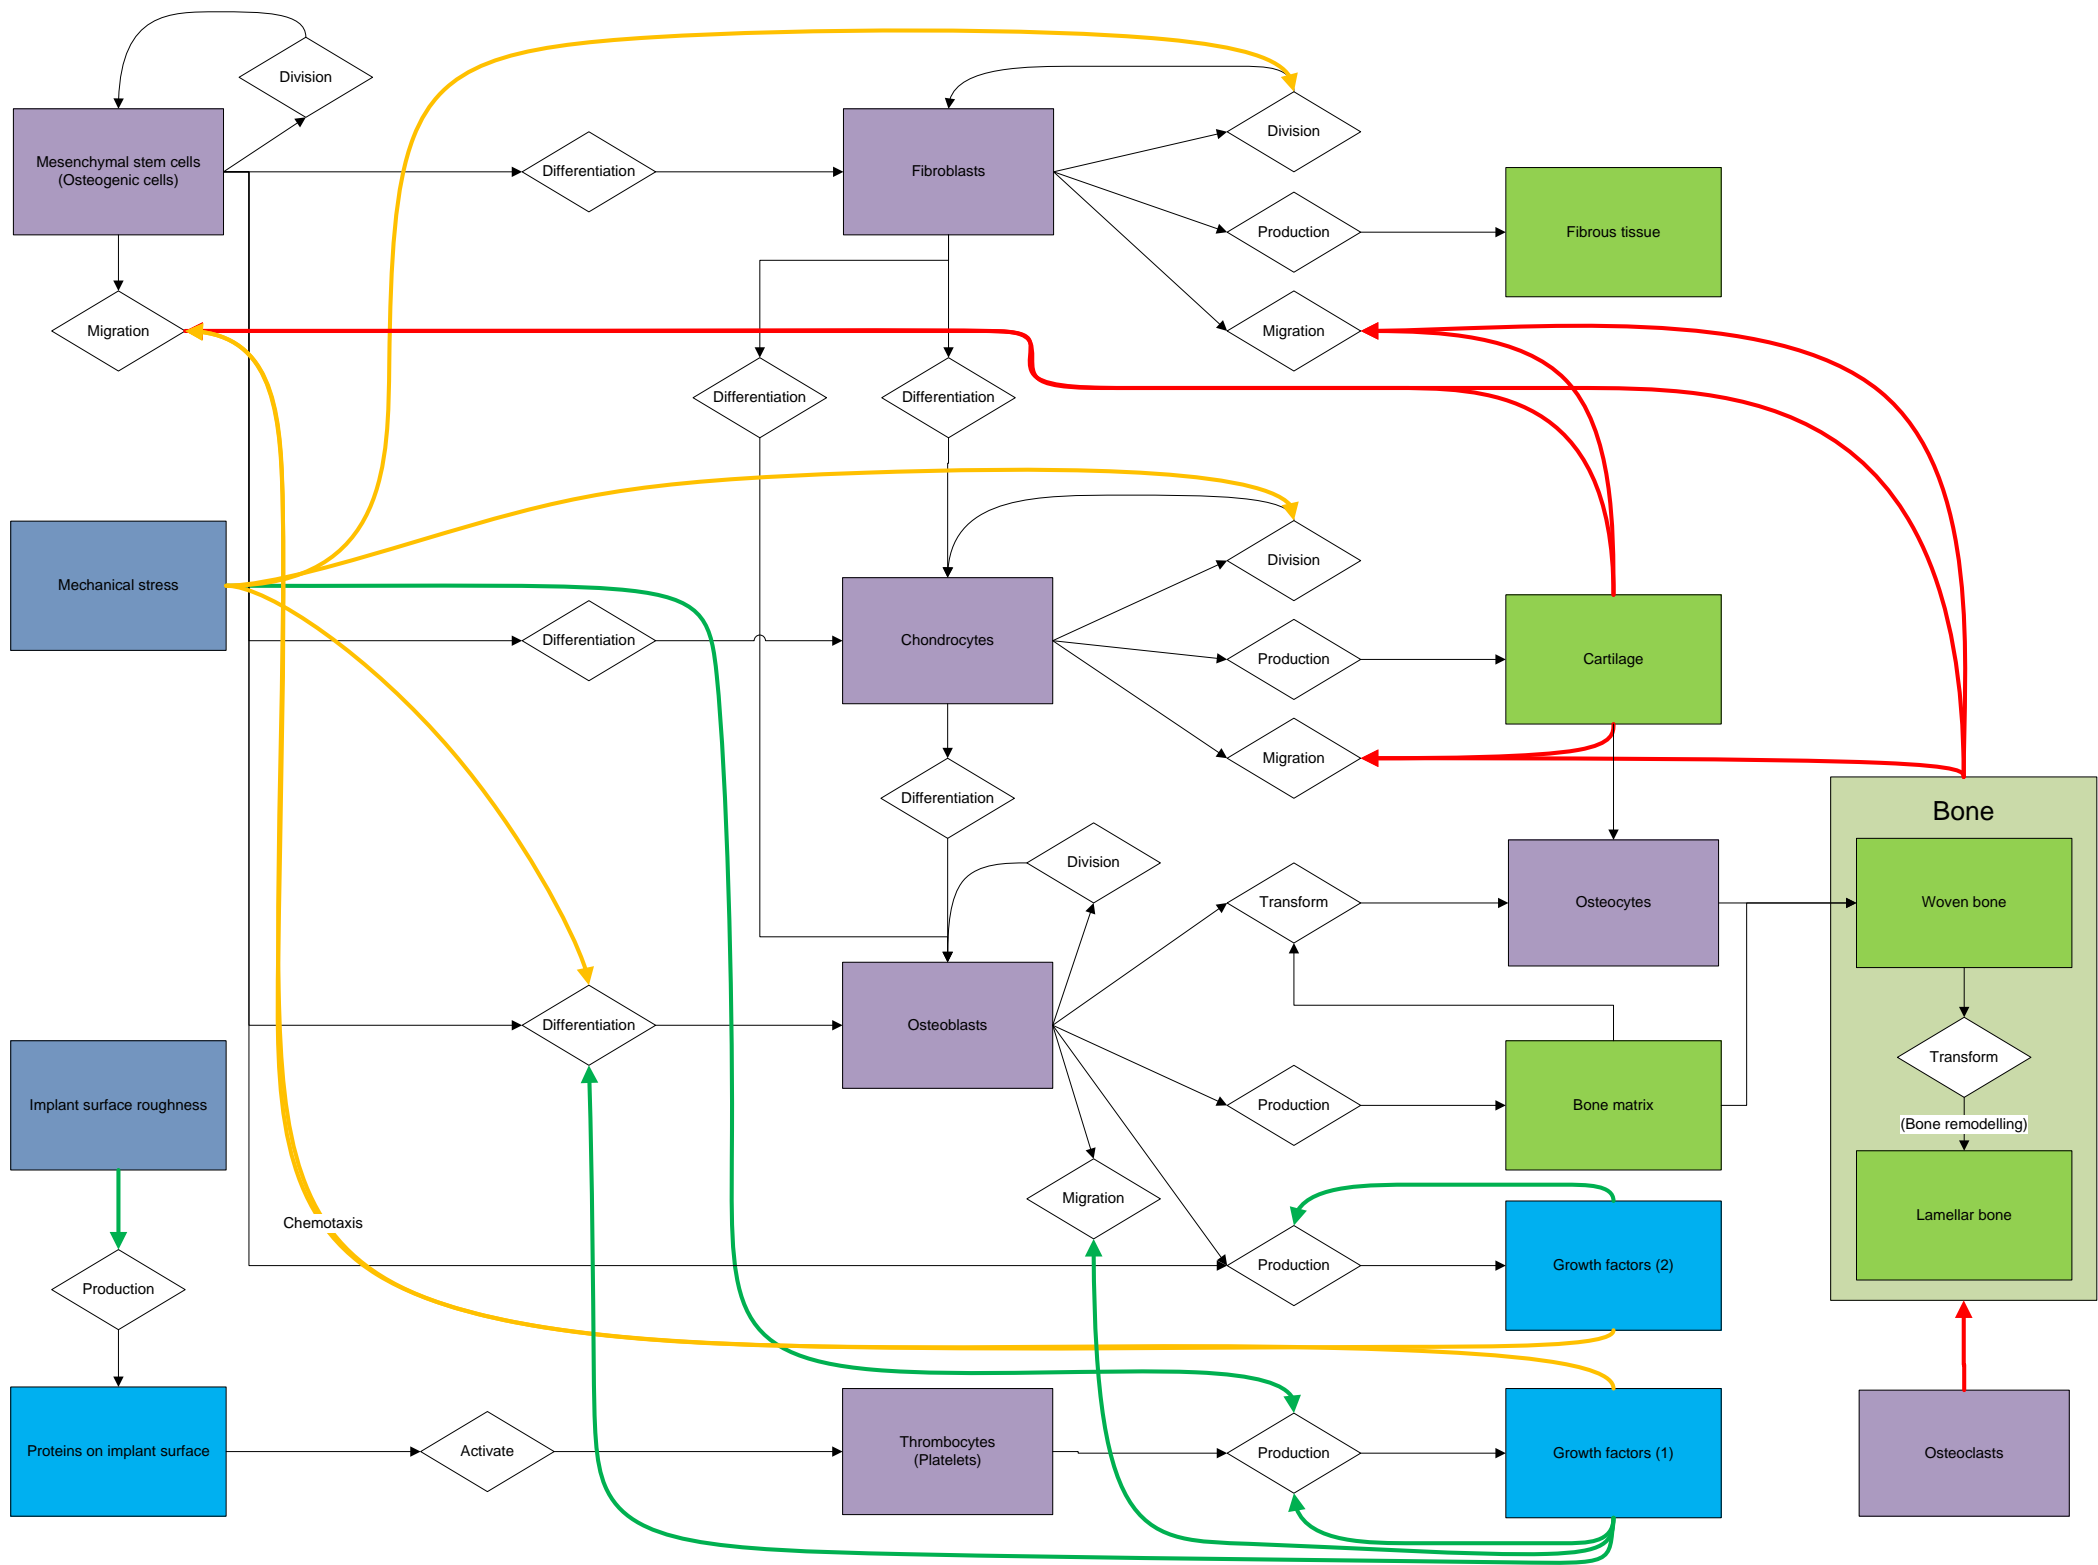 Division
Mesenchymal stem cells
(Osteogenic cells)
Differentiation
Fibroblasts
Division
Production
Fibrous tissue
Migration
Migration
Differentiation
Differentiation
Mechanical stress
Division
Differentiation
Chondrocytes
Production
Cartilage
Migration
Differentiation
Bone
Division
Transform
Osteocytes
Woven bone
Differentiation
Osteoblasts
Transform
Implant surface roughness
Production
Bone matrix
(Bone remodelling)
Migration
Chemotaxis
Lamellar bone
Production
Production
Growth factors (2)
Proteins on implant surface
Activate
Thrombocytes
(Platelets)
Production
Growth factors (1)
Osteoclasts